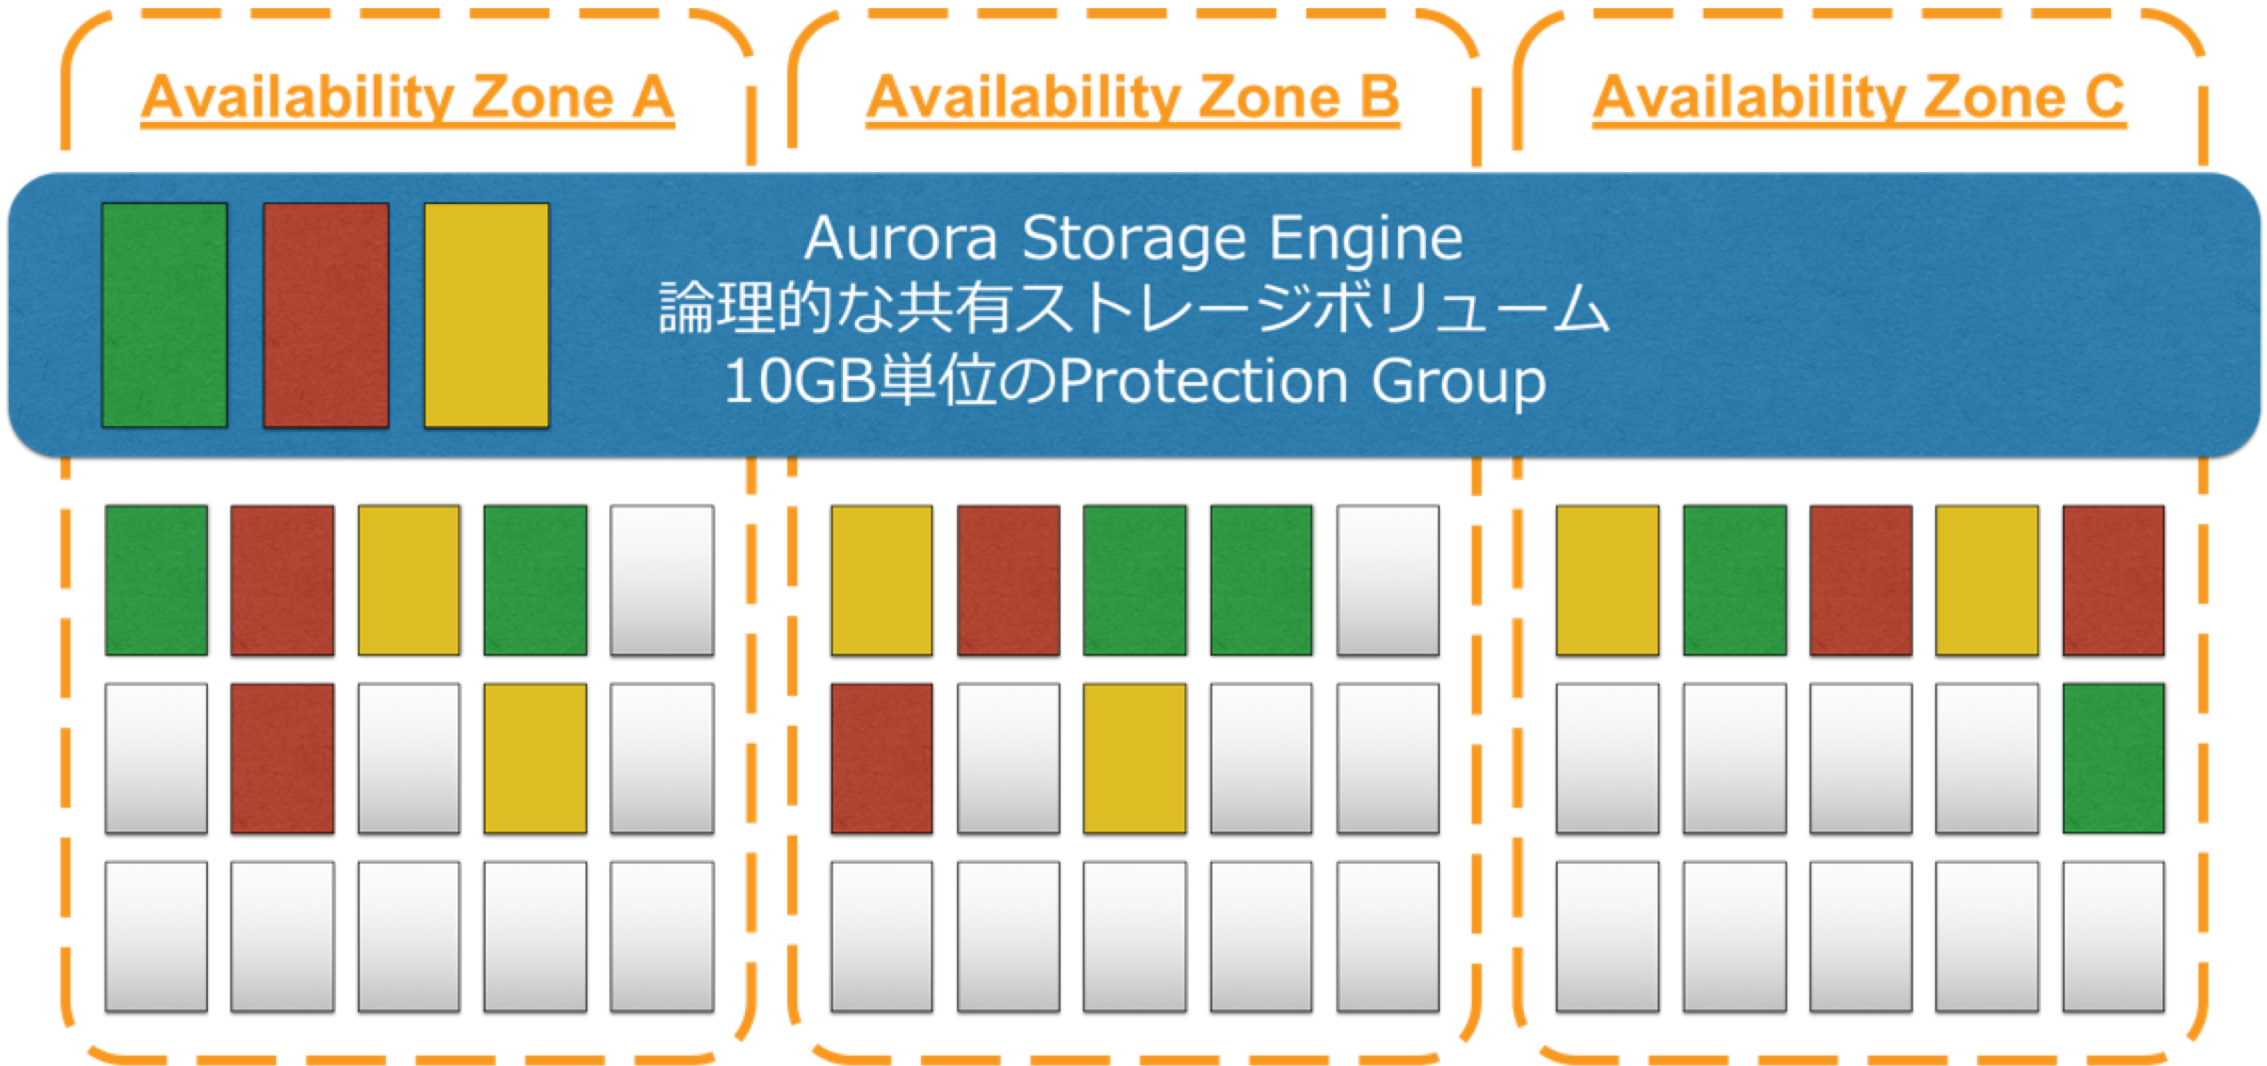 Availability Zone A
Availability Zone B
Availability Zone C
Aurora Storage Engine
論理的な共有ストレージボリューム
10GB単位のProtection Group